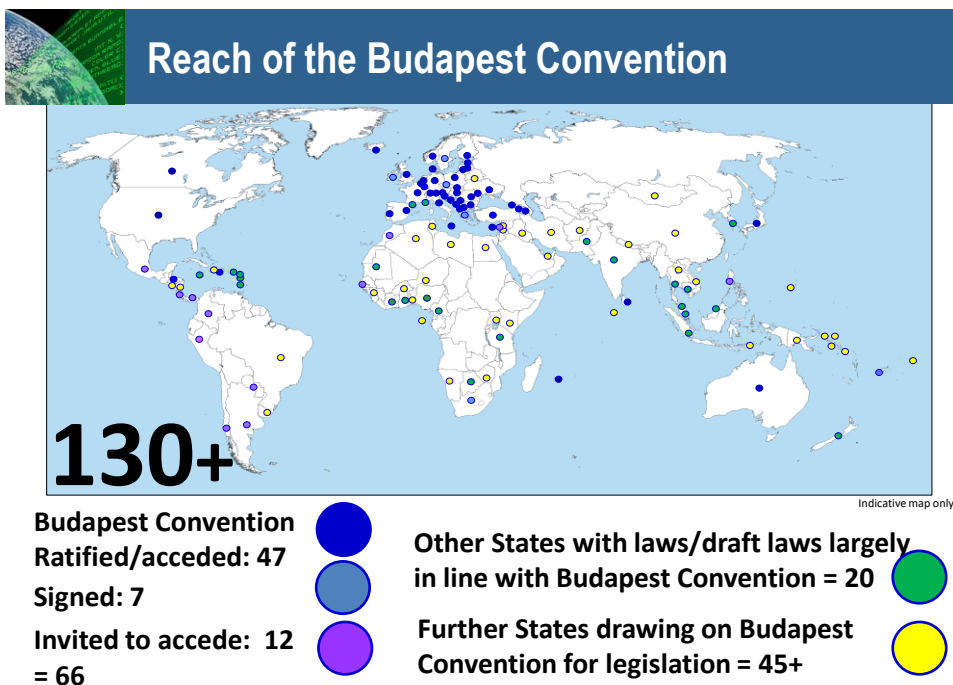 Reach of the Budapest Convention
130+
Indicative map only
Budapest Convention
Ratified/acceded: 47
Signed: 7
Invited to accede: 12
= 66
Other States with laws/draft laws largely
in line with Budapest Convention = 20
Further States drawing on Budapest
Convention for legislation = 45+